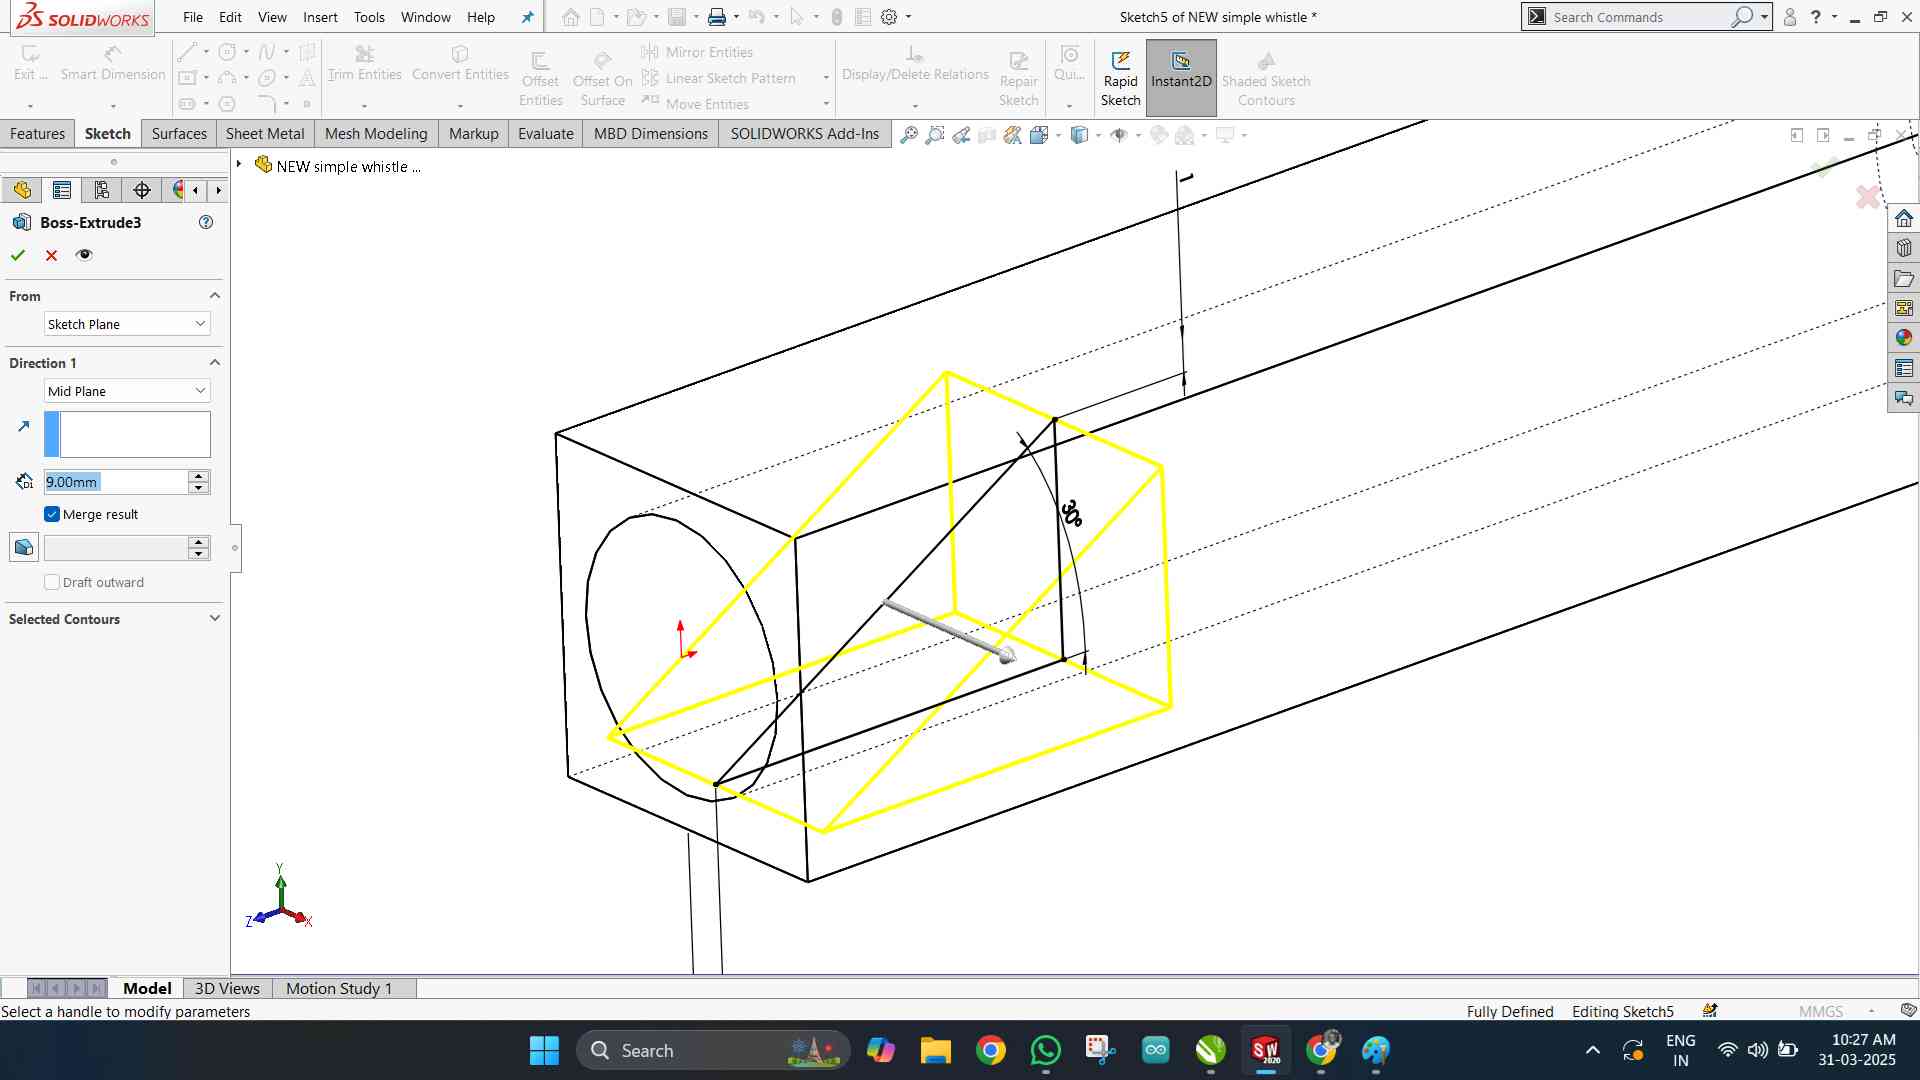 SOLIDWORKS
File Edit View Insert Tools Window Help
Sketch5 of NEW simple whistle *
Search Commands
Exit ...
Smart Dimension
Trim Entities
Convert Entities
Offset Entities
Offset On Surface
Mirror Entities
Linear Sketch Pattern
Move Entities
Display/Delete Relations
Repair Sketch
Qui...
Rapid Sketch
Instant2D
Shaded Sketch Contours
Features Sketch Surfaces Sheet Metal Mesh Modeling Markup Evaluate MBD Dimensions SOLIDWORKS Add-Ins
NEW simple whistle ...
Boss-Extrude3
From
Sketch Plane
Direction 1
Mid Plane
9.00mm
Merge result
Draft outward
Selected Contours
1
30°
Y
Z
X
Model 3D Views Motion Study 1
Select a handle to modify parameters
Fully Defined Editing Sketch5 MMGS
Search
SW
2020
ENG
IN
10:27 AM
31-03-2025